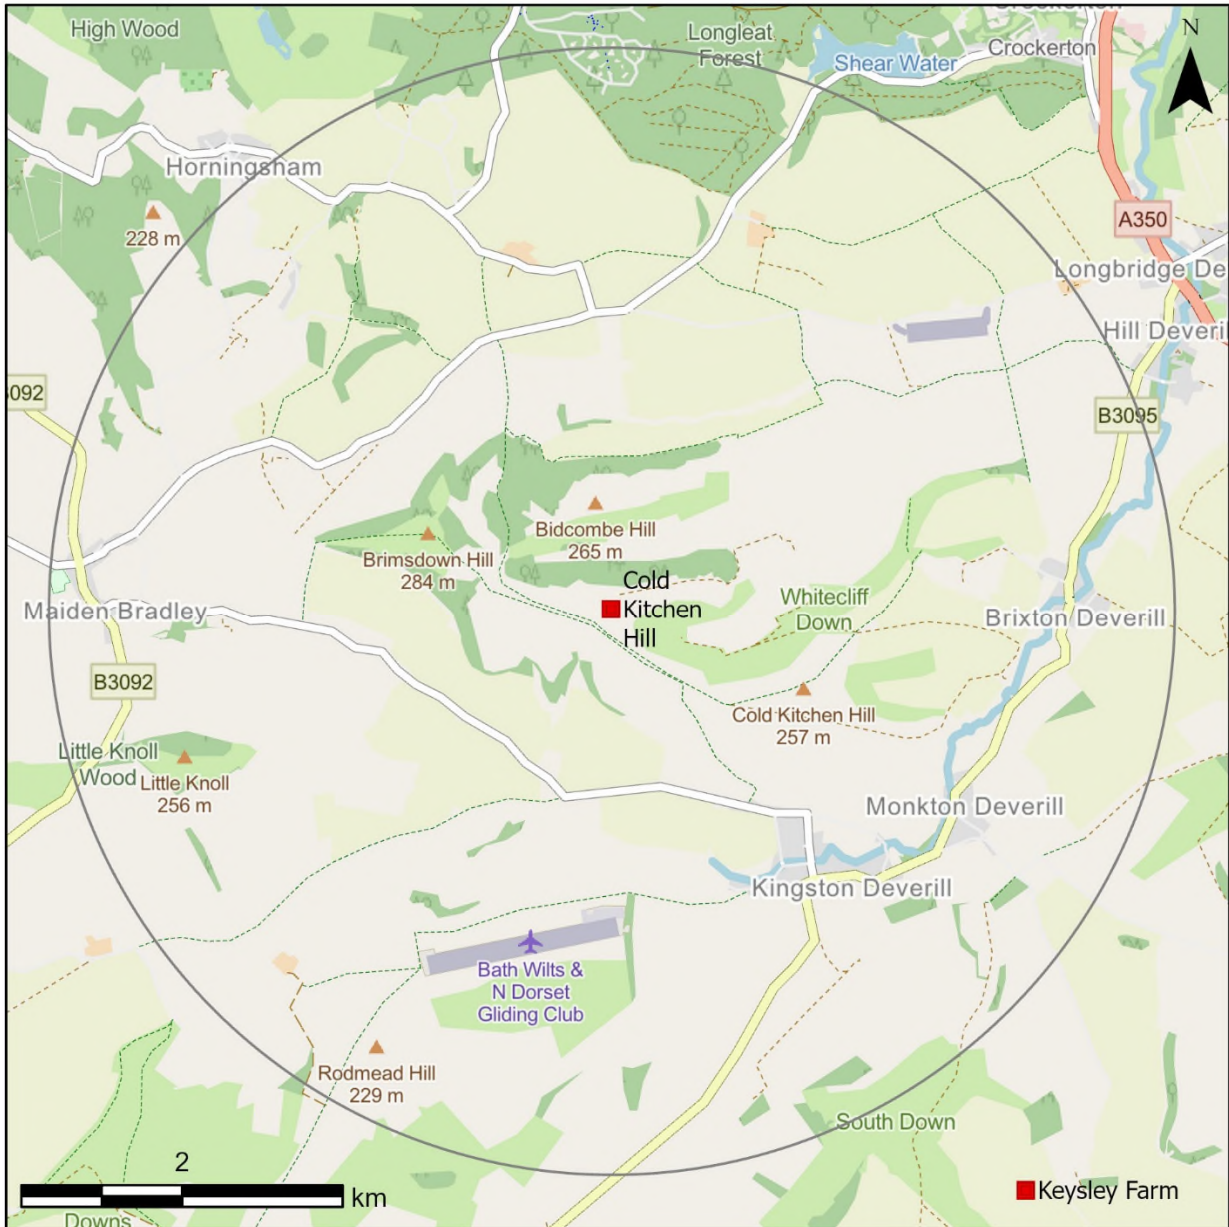 High Wood
Longleat
Forest
Crockerton
Shear Water
N
Horningsham
228 m
A350
Longbridge De
Hill Deveril
3092
B3095
Bidcombe Hill
265 m
Brimsdown Hill
284 m
Cold
Kitchen
Hill
Whitecliff
Down
Maiden Bradley
Brixton Deverill
B3092
Cold Kitchen Hill
257 m
Little Knoll
Wood
Little Knoll
256 m
Monkton Deverill
Kingston Deverill
Bath Wilts &
N Dorset
Gliding Club
Rodmead Hill
229 m
South Down
2
km
Keysley Farm
Downs